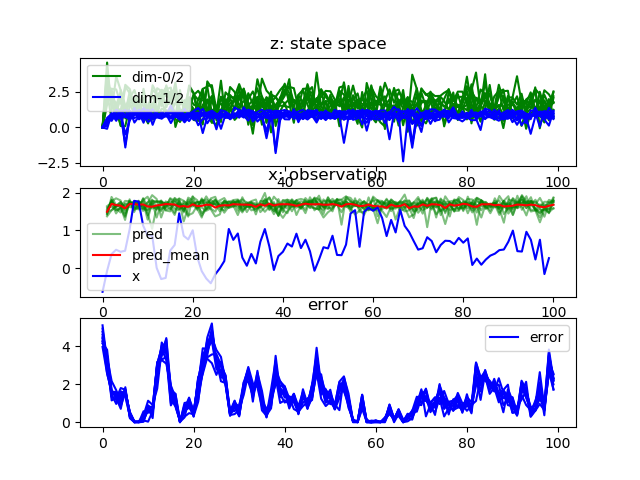 z: state space
dim-0/2
dim-1/2
2.5
0.0
−2.5
0 20 40 60 80 100
x: observation
pred
pred_mean
x
2
1
0
0 20 40 60 80 100
error
error
4
2
0
0 20 40 60 80 100